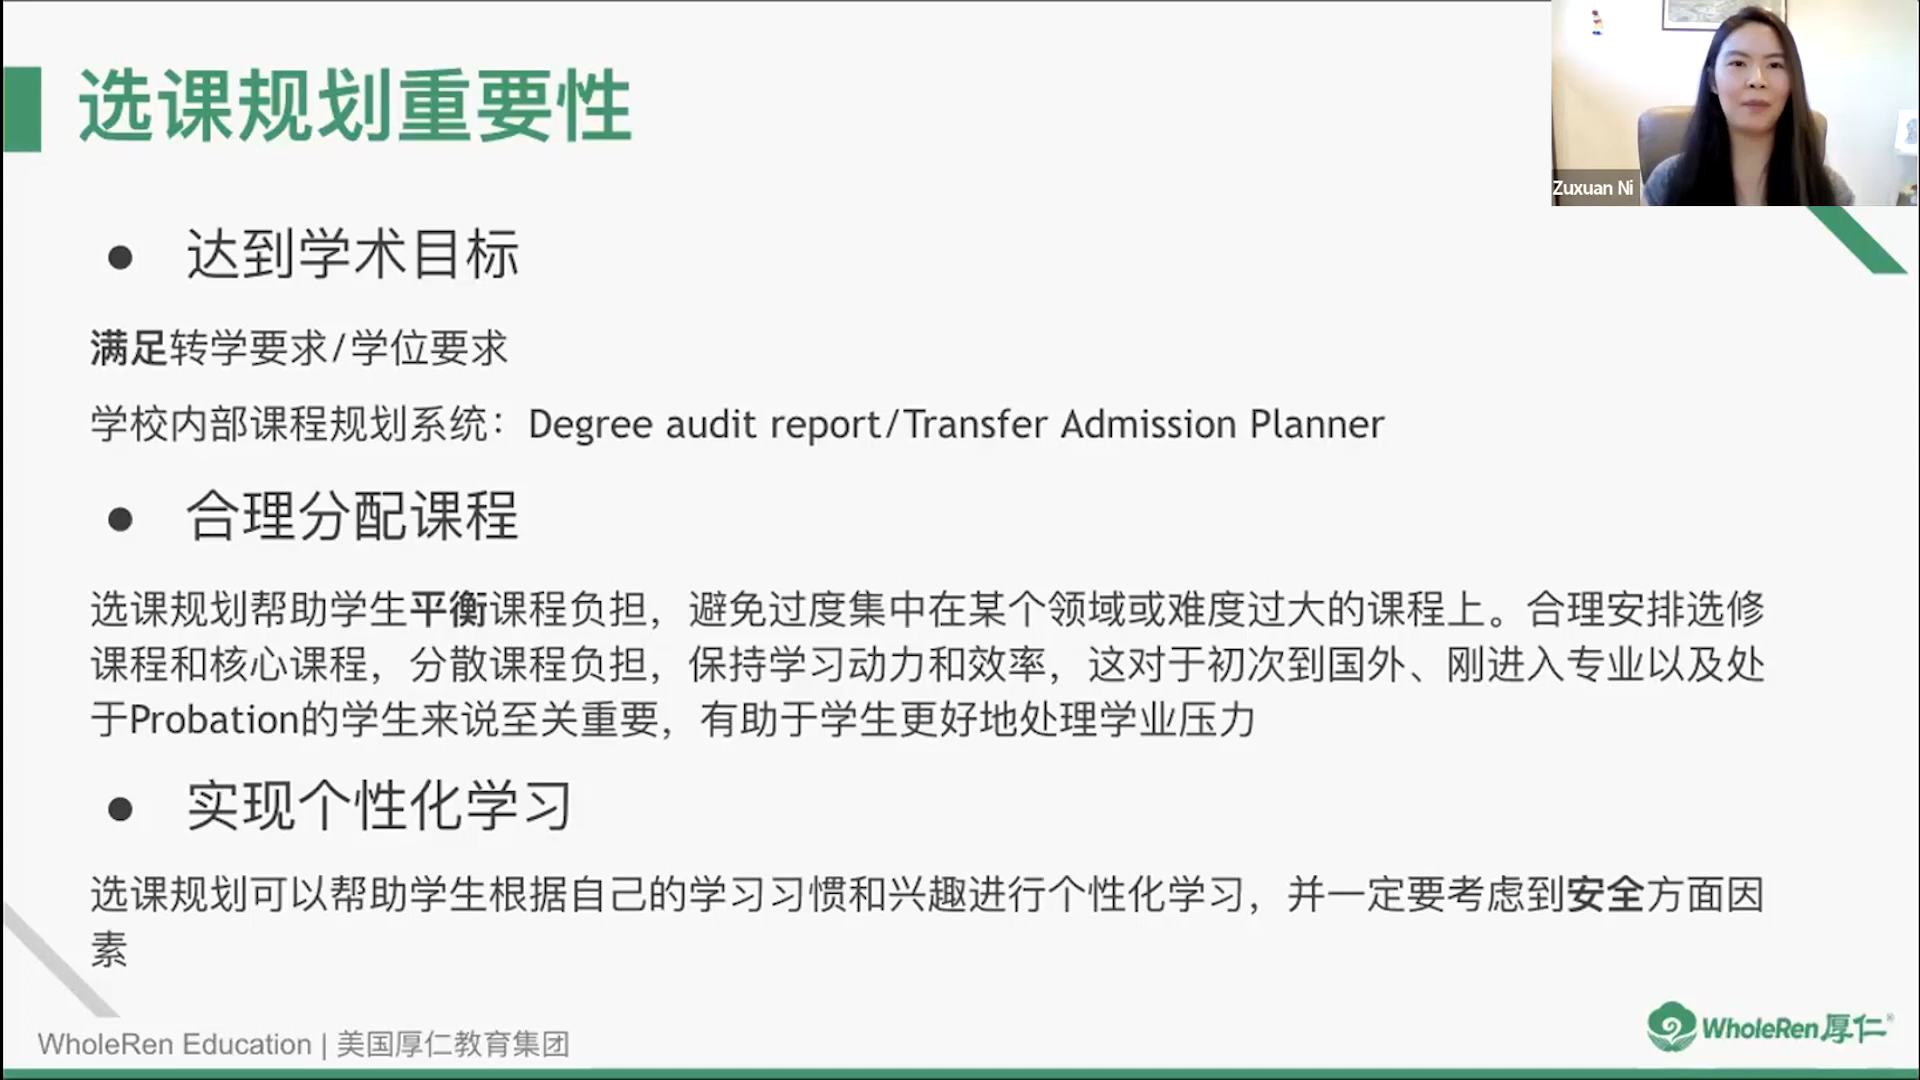 选课规划重要性
Zuxuan Ni
● 达到学术目标
满足转学要求/学位要求
学校内部课程规划系统：Degree audit report/Transfer Admission Planner
● 合理分配课程
选课规划帮助学生平衡课程负担，避免过度集中在某个领域或难度过大的课程上。合理安排选修
课程和核心课程，分散课程负担，保持学习动力和效率，这对于初次到国外、刚进入专业以及处
于Probation的学生来说至关重要，有助于学生更好地处理学业压力
● 实现个性化学习
选课规划可以帮助学生根据自己的学习习惯和兴趣进行个性化学习，并一定要考虑到安全方面因
素
WholeRen Education | 美国厚仁教育集团
WholeRen厚仁®